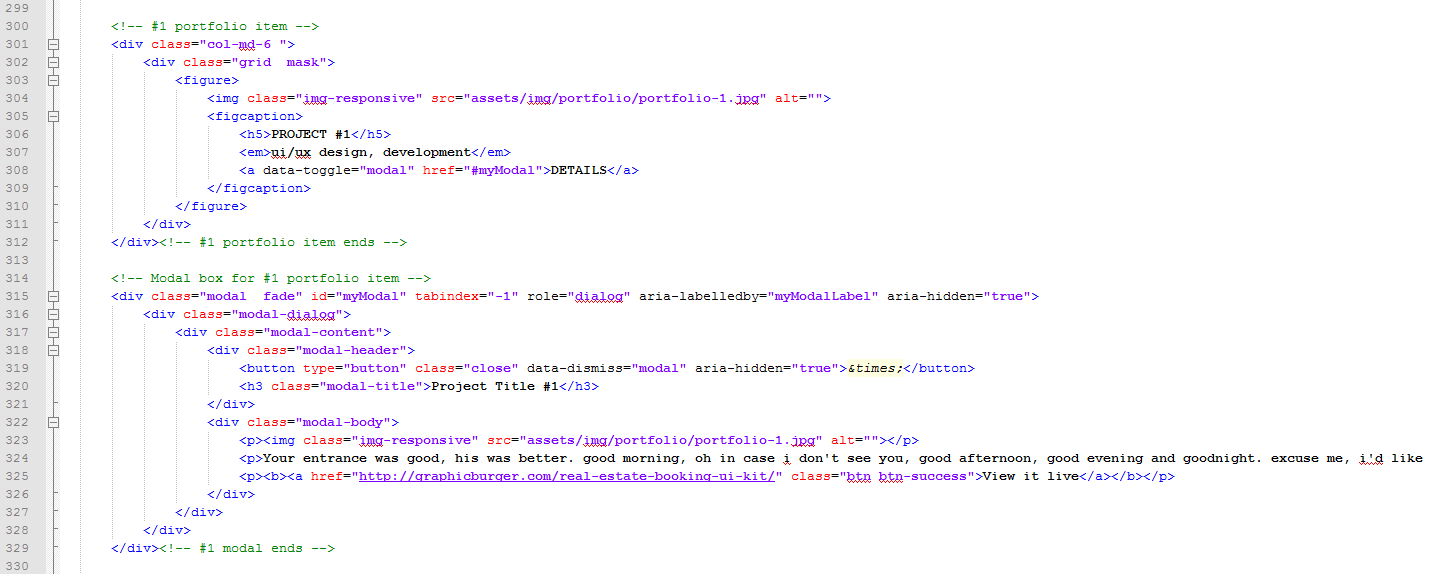 299
300 <!-- #1 portfolio item -->
301 <div class="col-md-6 ">
302 <div class="grid  mask">
303 <figure>
304 <img class="img-responsive" src="assets/img/portfolio/portfolio-1.jpg" alt="">
305 <figcaption>
306 <h5>PROJECT #1</h5>
307 <em>ui/ux design, development</em>
308 <a data-toggle="modal" href="#myModal">DETAILS</a>
309 </figcaption>
310 </figure>
311 </div>
312 </div><!-- #1 portfolio item ends -->
313
314 <!-- Modal box for #1 portfolio item -->
315 <div class="modal  fade" id="myModal" tabindex="-1" role="dialog" aria-labelledby="myModalLabel" aria-hidden="true">
316 <div class="modal-dialog">
317 <div class="modal-content">
318 <div class="modal-header">
319 <button type="button" class="close" data-dismiss="modal" aria-hidden="true">&times;</button>
320 <h3 class="modal-title">Project Title #1</h3>
321 </div>
322 <div class="modal-body">
323 <p><img class="img-responsive" src="assets/img/portfolio/portfolio-1.jpg" alt=""></p>
324 <p>Your entrance was good, his was better. good morning, oh in case i don't see you, good afternoon, good evening and goodnight. excuse me, i'd like
325 <p><b><a href="http://graphicburger.com/real-estate-booking-ui-kit/" class="btn btn-success">View it live</a></b></p>
326 </div>
327 </div>
328 </div>
329 </div><!-- #1 modal ends -->
330